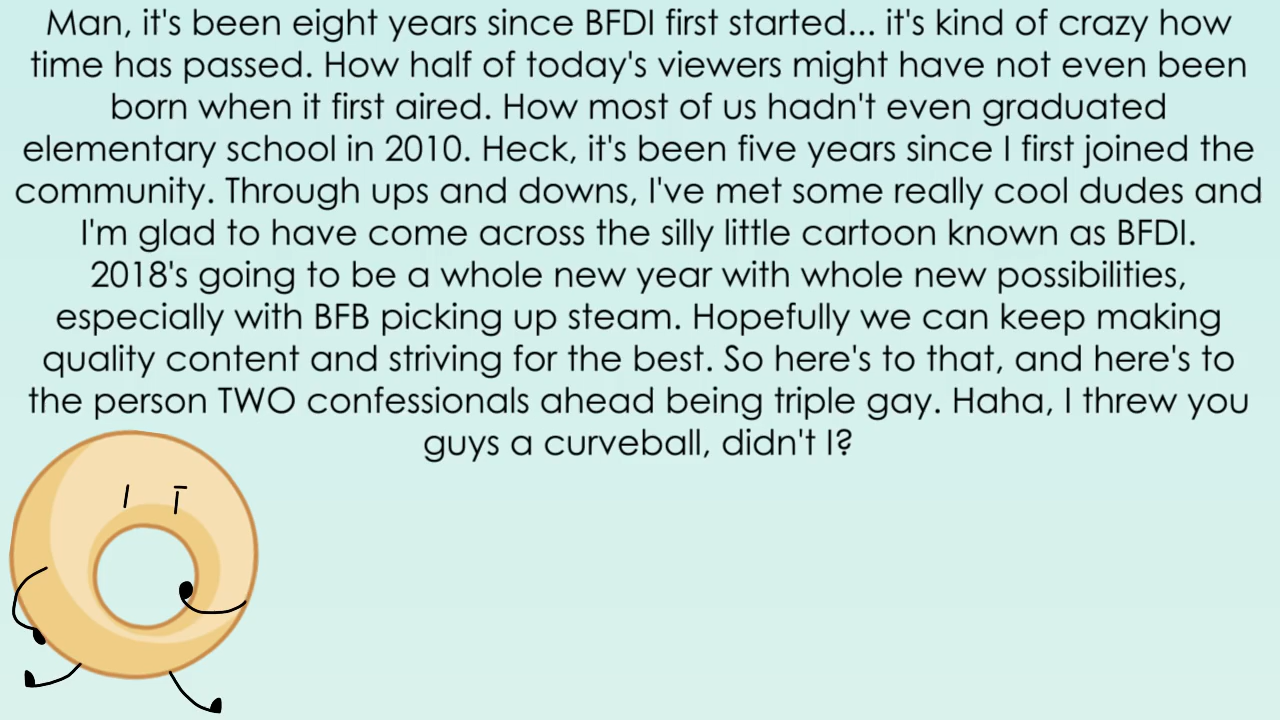 Man, it's been eight years since BFDI first started... it's kind of crazy how
time has passed. How half of today's viewers might have not even been
born when it first aired. How most of us hadn't even graduated
elementary school in 2010. Heck, it's been five years since I first joined the
community. Through ups and downs, I've met some really cool dudes and
I'm glad to have come across the silly little cartoon known as BFDI.
2018's going to be a whole new year with whole new possibilities,
especially with BFB picking up steam. Hopefully we can keep making
quality content and striving for the best. So here's to that, and here's to
the person TWO confessionals ahead being triple gay. Haha, I threw you
guys a curveball, didn't I?